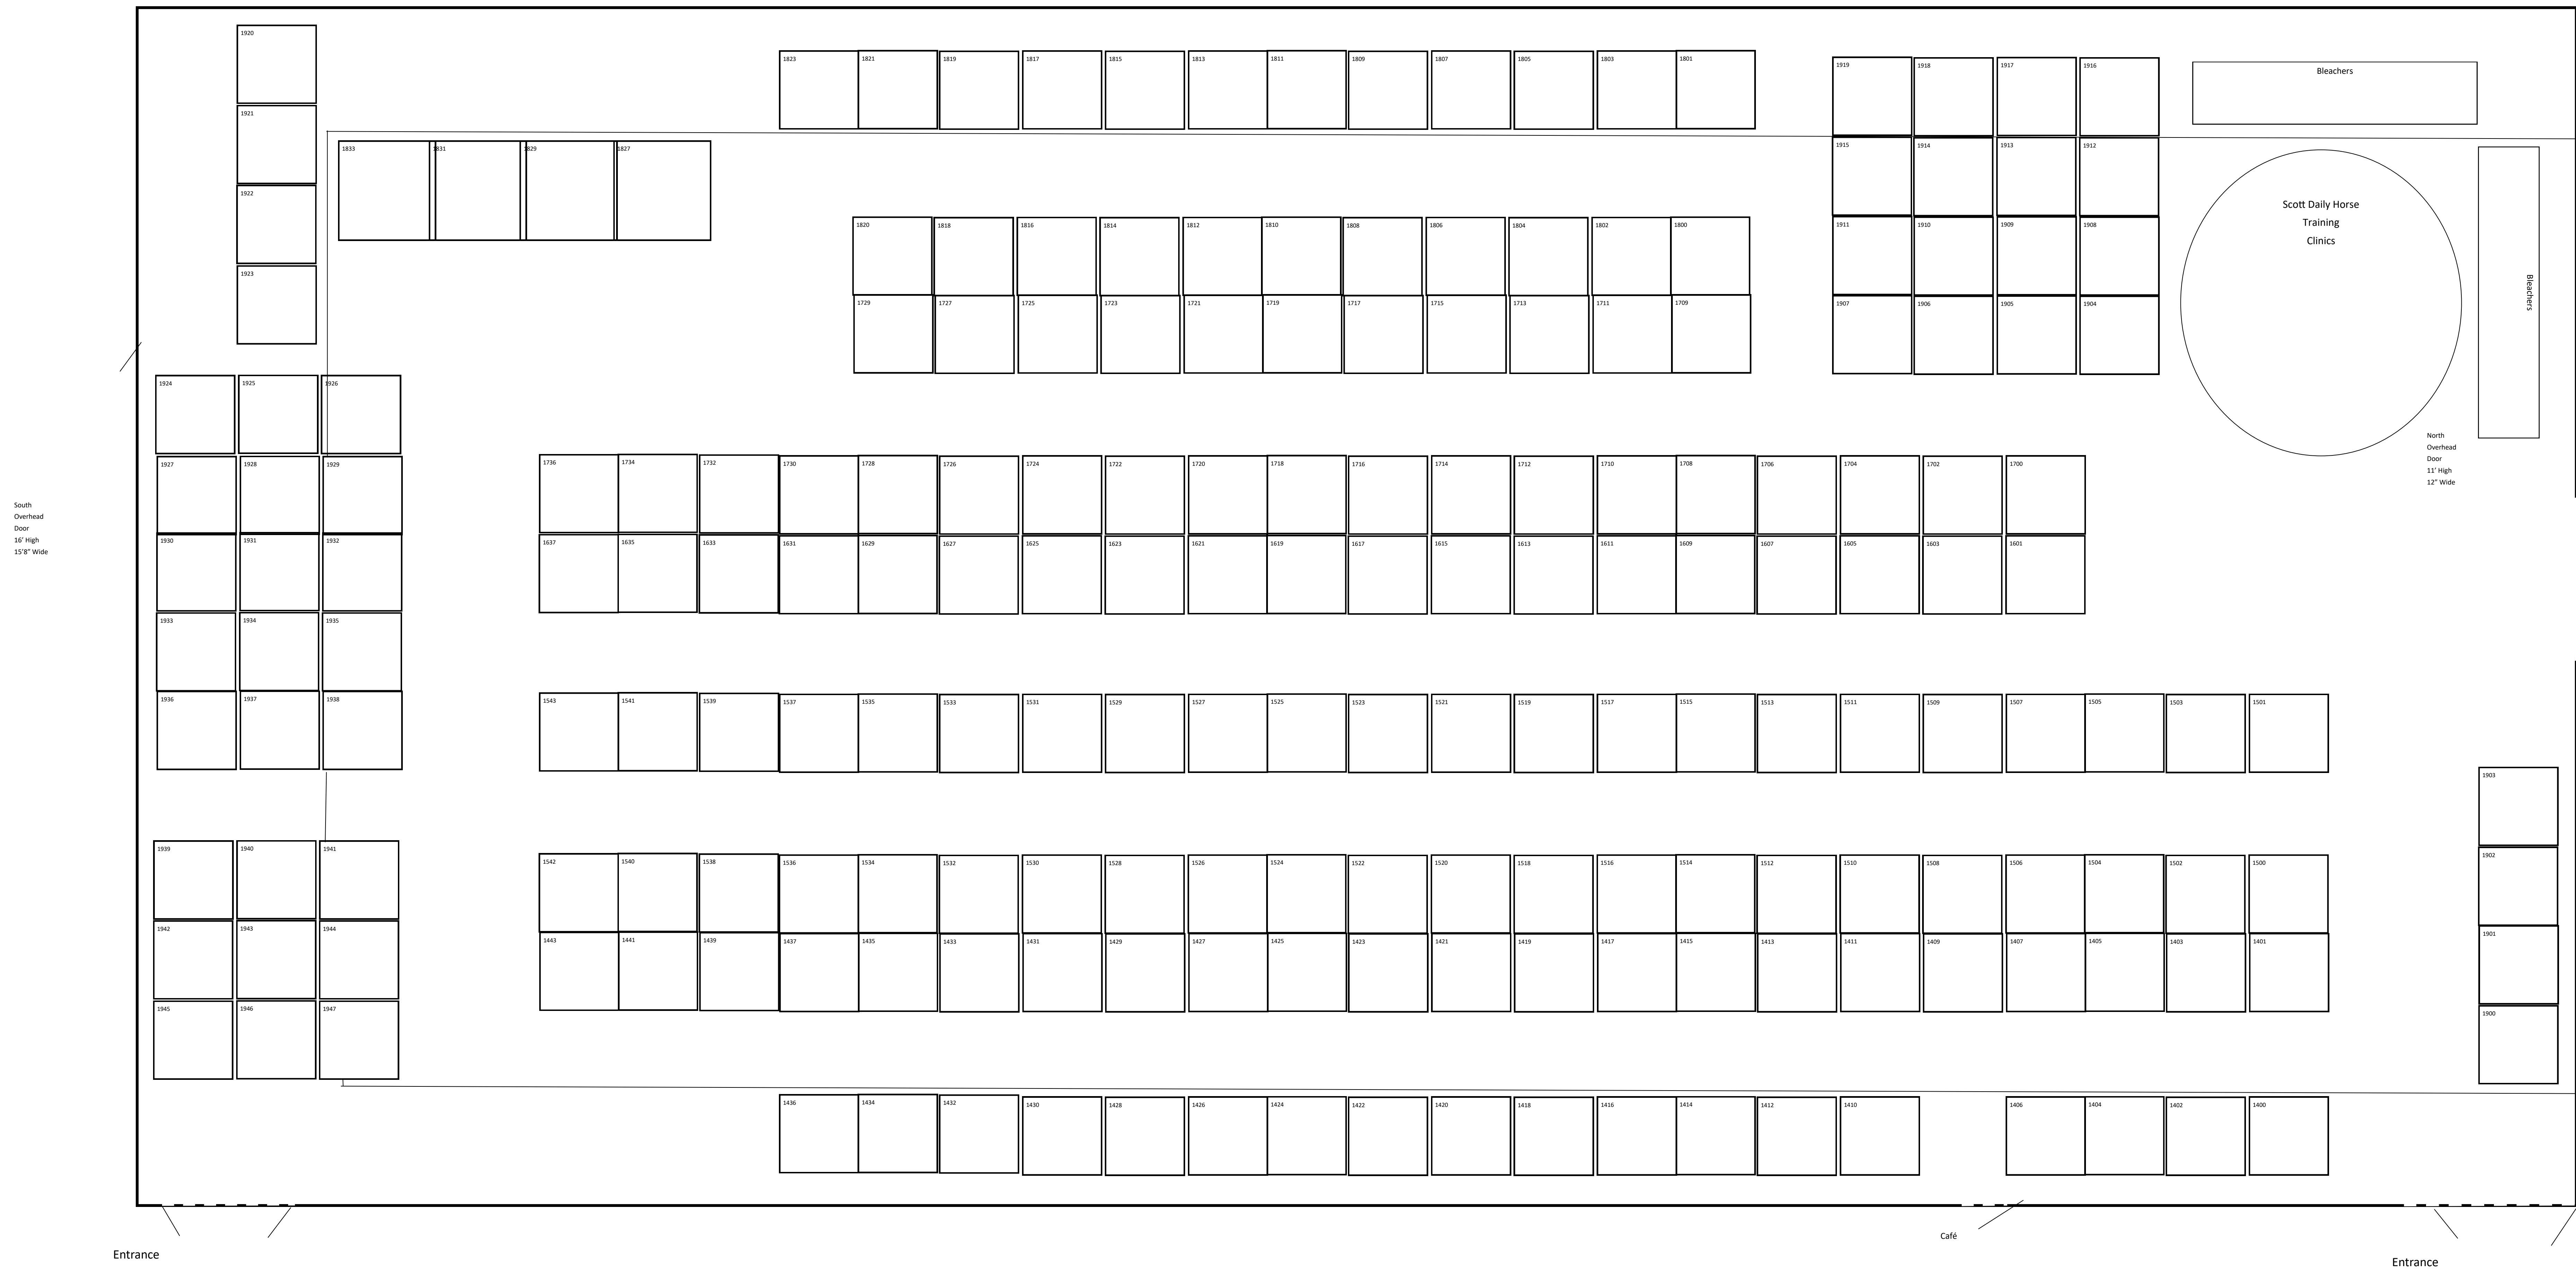 1920
1823 1821 1819 1817 1815 1813 1811 1809 1807 1805 1803 1801
1919 1918 1917 1916
Bleachers
1921
1833 1831 1829 1827
1915 1914 1913 1912
1922
Scott Daily Horse
Training
Clinics
1820 1818 1816 1814 1812 1810 1808 1806 1804 1802 1800
1911 1910 1909 1908
1923
Bleachers
1729 1727 1725 1723 1721 1719 1717 1715 1713 1711 1709
1907 1906 1905 1904
1924 1925 1926
North
Overhead
Door
11' High
12" Wide
1927 1928 1929
1736 1734 1732 1730 1728 1726 1724 1722 1720 1718 1716 1714 1712 1710 1708 1706 1704 1702 1700
South
Overhead
Door
16' High
15'8" Wide
1930 1931 1932
1637 1635 1633 1631 1629 1627 1625 1623 1621 1619 1617 1615 1613 1611 1609 1607 1605 1603 1601
1933 1934 1935
1936 1937 1938
1543 1541 1539 1537 1535 1533 1531 1529 1527 1525 1523 1521 1519 1517 1515 1513 1511 1509 1507 1505 1503 1501
1903
1939 1940 1941
1542 1540 1538 1536 1534 1532 1530 1528 1526 1524 1522 1520 1518 1516 1514 1512 1510 1508 1506 1504 1502 1500
1902
1942 1943 1944
1443 1441 1439 1437 1435 1433 1431 1429 1427 1425 1423 1421 1419 1417 1415 1413 1411 1409 1407 1405 1403 1401
1901
1945 1946 1947
1900
1436 1434 1432 1430 1428 1426 1424 1422 1420 1418 1416 1414 1412 1410 1406 1404 1402 1400
Café
Entrance
Entrance